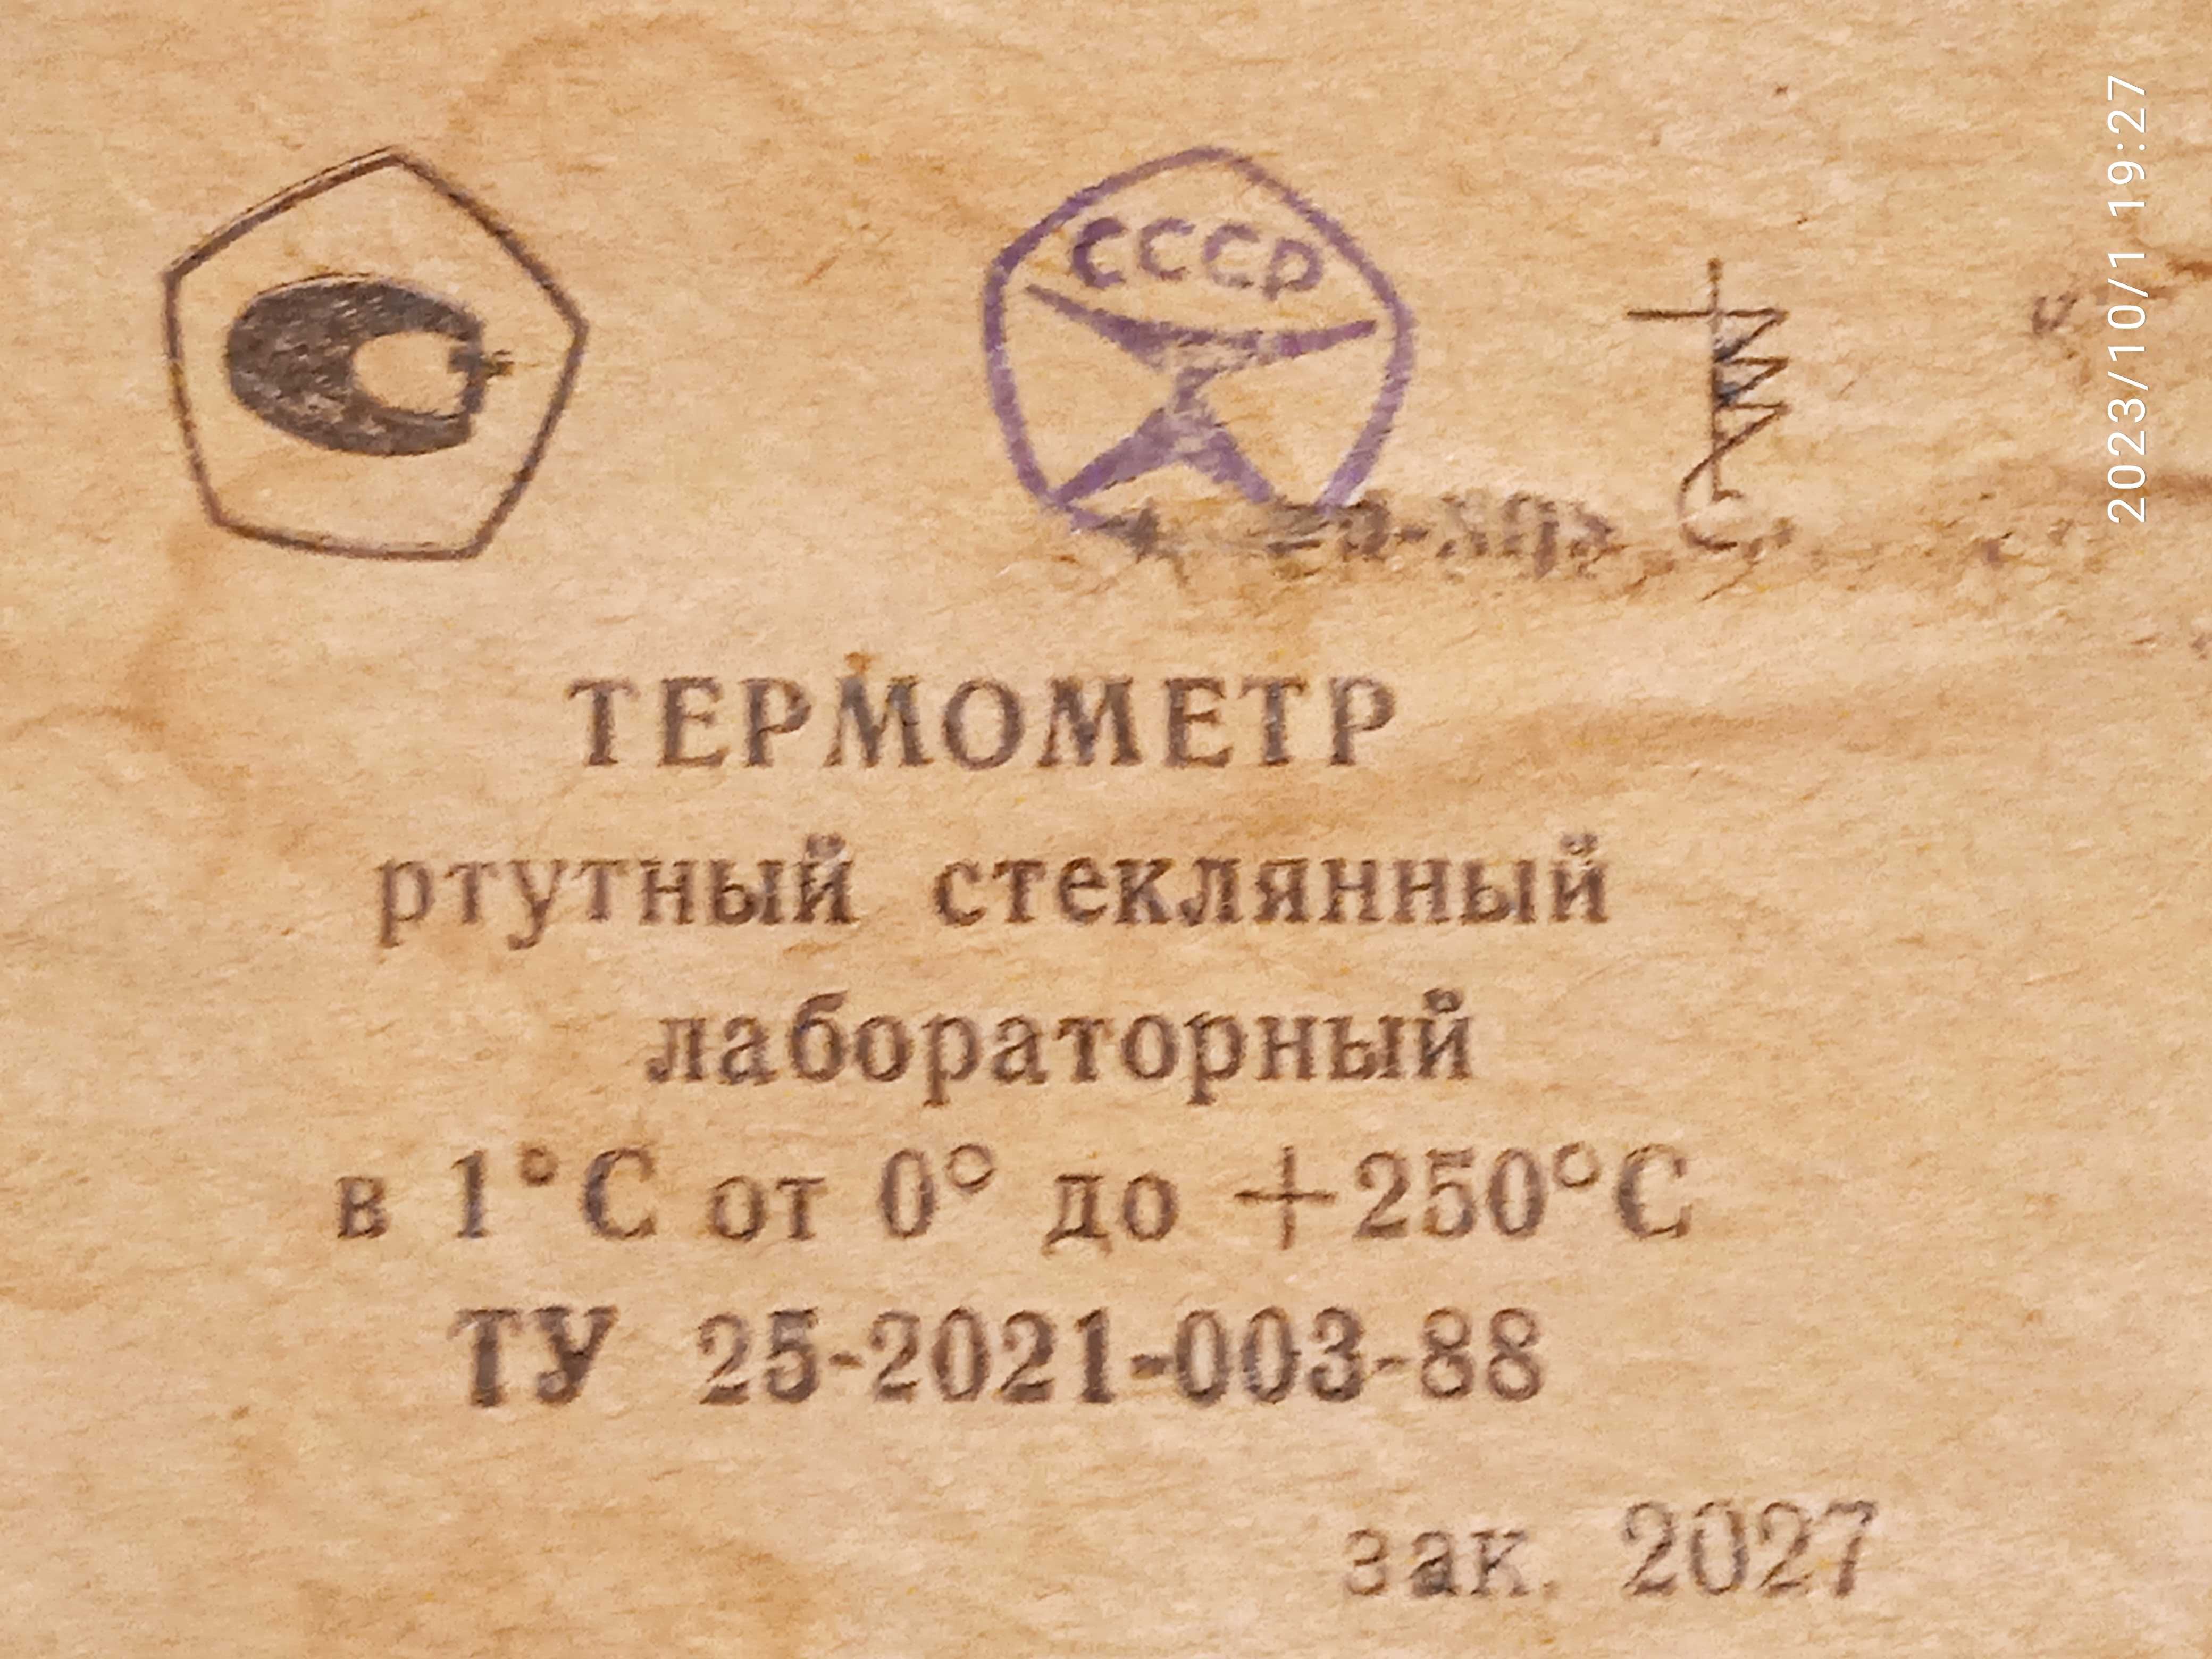 СССР
ТЕРМОМЕТР
ртутный стеклянный
лабораторный
в 1°С от 0° до +250°С
ТУ 25-2021-003-88
зак. 2027
2023/10/1 19:27